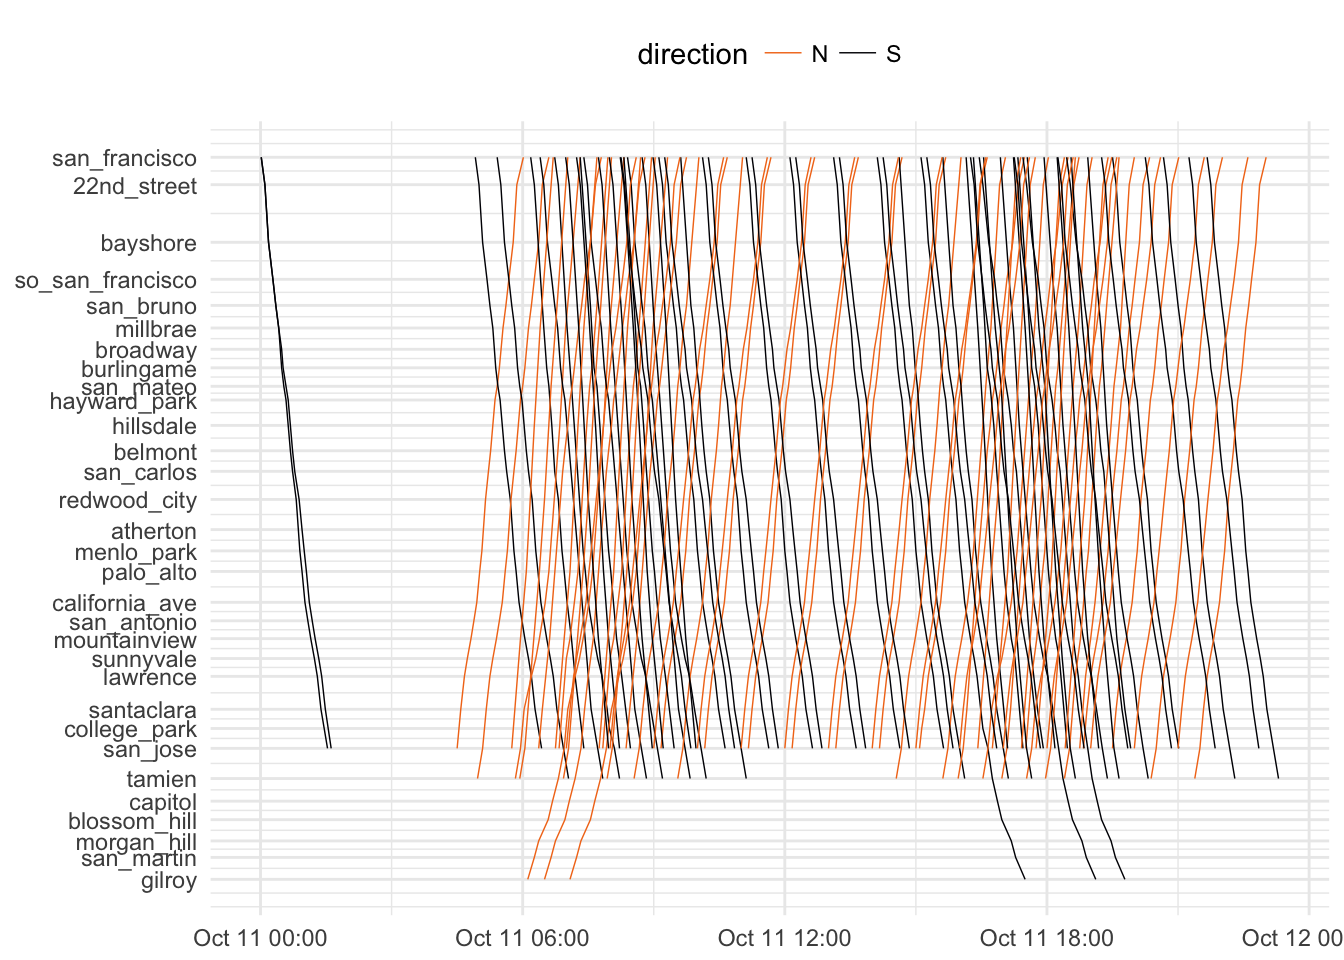 direction N S
san_francisco
22nd_street
bayshore
so_san_francisco
san_bruno
millbrae
broadway
burlingame
san_mateo
hayward_park
hillsdale
belmont
san_carlos
redwood_city
atherton
menlo_park
palo_alto
california_ave
san_antonio
mountainview
sunnyvale
lawrence
santaclara
college_park
san_jose
tamien
capitol
blossom_hill
morgan_hill
san_martin
gilroy
Oct 11 00:00 Oct 11 06:00 Oct 11 12:00 Oct 11 18:00 Oct 12 00